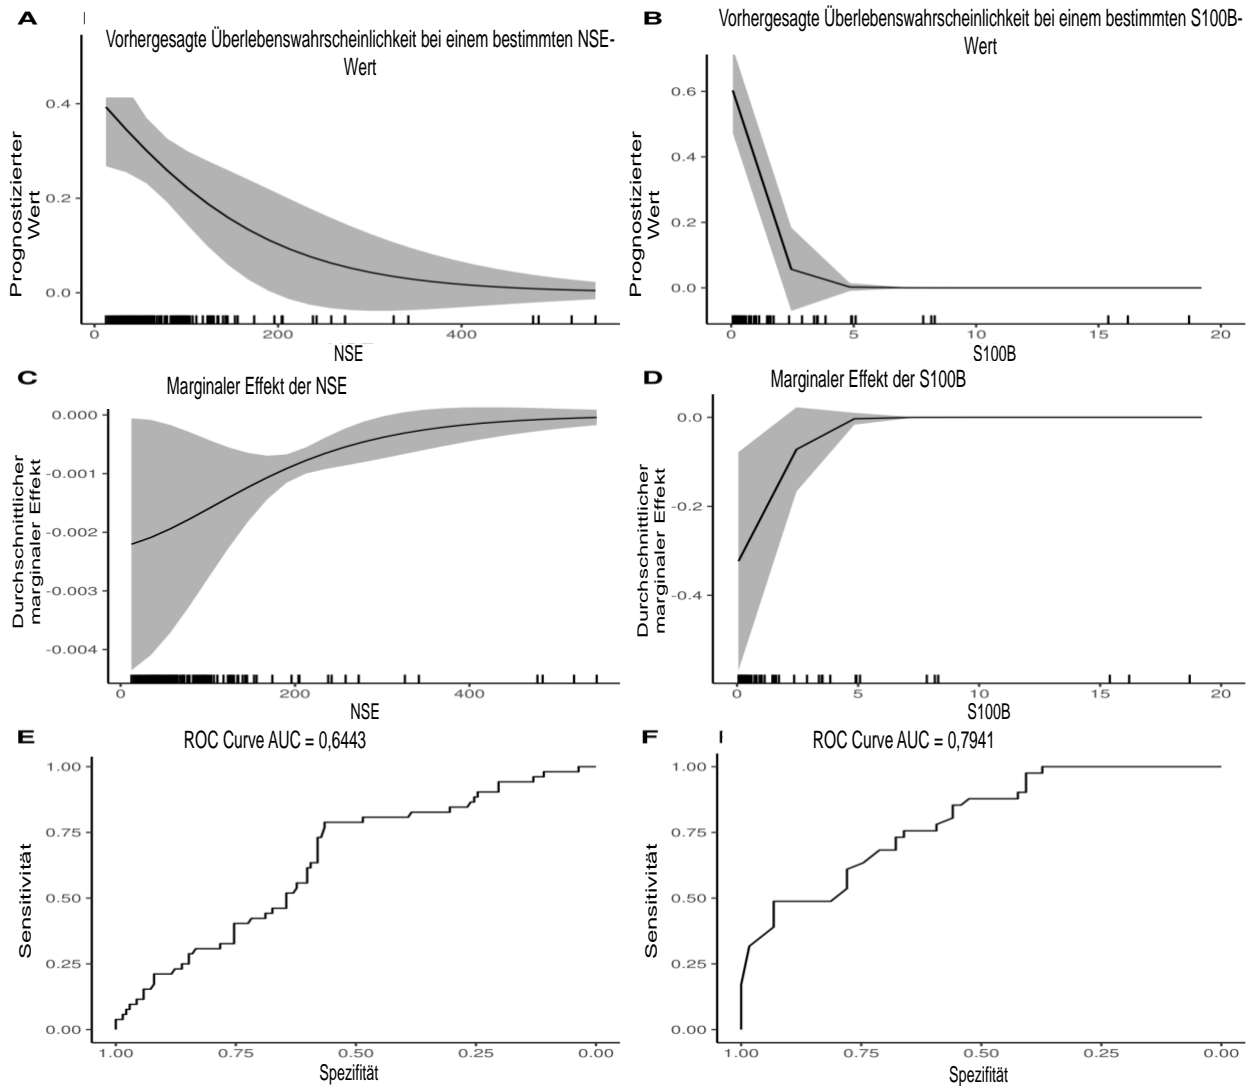 A
Vorhergesagte Überlebenswahrscheinlichkeit bei einem bestimmten NSE-
Wert
Prognostizierter
Wert
0.4
0.2
0.0
0
200
400
NSE
B
Vorhergesagte Überlebenswahrscheinlichkeit bei einem bestimmten S100B-
Wert
Prognostizierter
Wert
0.6
0.4
0.2
0.0
0
5
10
15
20
S100B
C
Marginaler Effekt der NSE
Durchschnittlicher
marginaler Effekt
0.000
-0.001
-0.002
-0.003
-0.004
0
200
400
NSE
D
Marginaler Effekt der S100B
Durchschnittlicher
marginaler Effekt
0.0
-0.2
-0.4
0
5
10
15
20
S100B
E
ROC Curve AUC = 0,6443
Sensitivität
1.00
0.75
0.50
0.25
0.00
1.00
0.75
0.50
0.25
0.00
Spezifität
F
ROC Curve AUC = 0,7941
Sensitivität
1.00
0.75
0.50
0.25
0.00
1.00
0.75
0.50
0.25
0.00
Spezifität